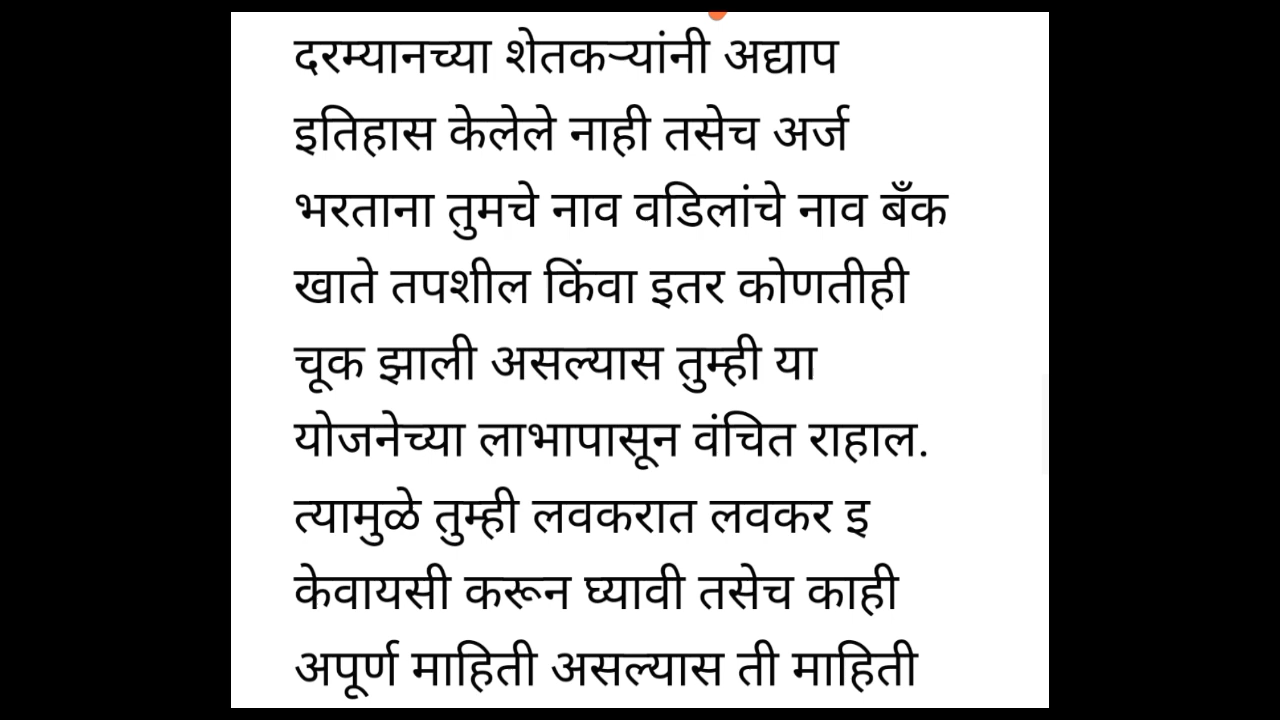 दरम्यानच्या शेतकऱ्यांनी अद्याप
इतिहास केलेले नाही तसेच अर्ज
भरताना तुमचे नाव वडिलांचे नाव बँक
खाते तपशील किंवा इतर कोणतीही
चूक झाली असल्यास तुम्ही या
योजनेच्या लाभापासून वंचित राहाल.
त्यामुळे तुम्ही लवकरात लवकर इ
केवायसी करून घ्यावी तसेच काही
अपूर्ण माहिती असल्यास ती माहिती